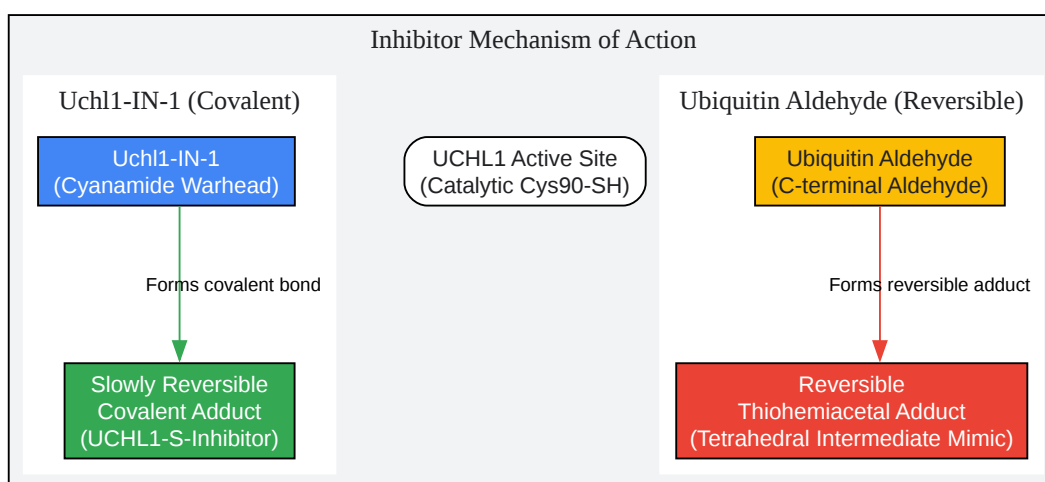 Inhibitor Mechanism of Action
Uchl1-IN-1 (Covalent)
Uchl1-IN-1
(Cyanamide Warhead)
Forms covalent bond
Slowly Reversible
Covalent Adduct
(UCHL1-S-Inhibitor)
UCHL1 Active Site
(Catalytic Cys90-SH)
Ubiquitin Aldehyde (Reversible)
Ubiquitin Aldehyde
(C-terminal Aldehyde)
Forms reversible adduct
Reversible
Thiohemiacetal Adduct
(Tetrahedral Intermediate Mimic)